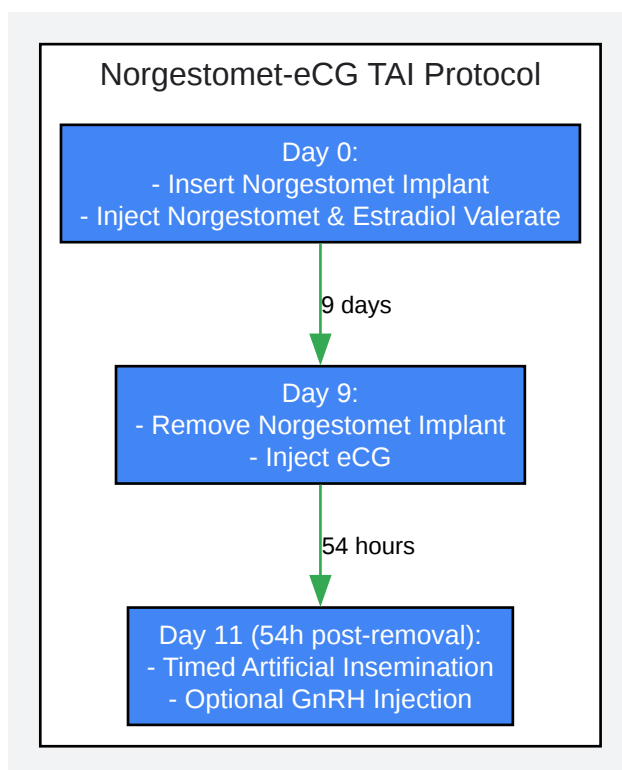 Norgestomet-eCG TAI Protocol
Day 0:
- Insert Norgestomet Implant
- Inject Norgestomet & Estradiol Valerate
9 days
Day 9:
- Remove Norgestomet Implant
- Inject eCG
54 hours
Day 11 (54h post-removal):
- Timed Artificial Insemination
- Optional GnRH Injection